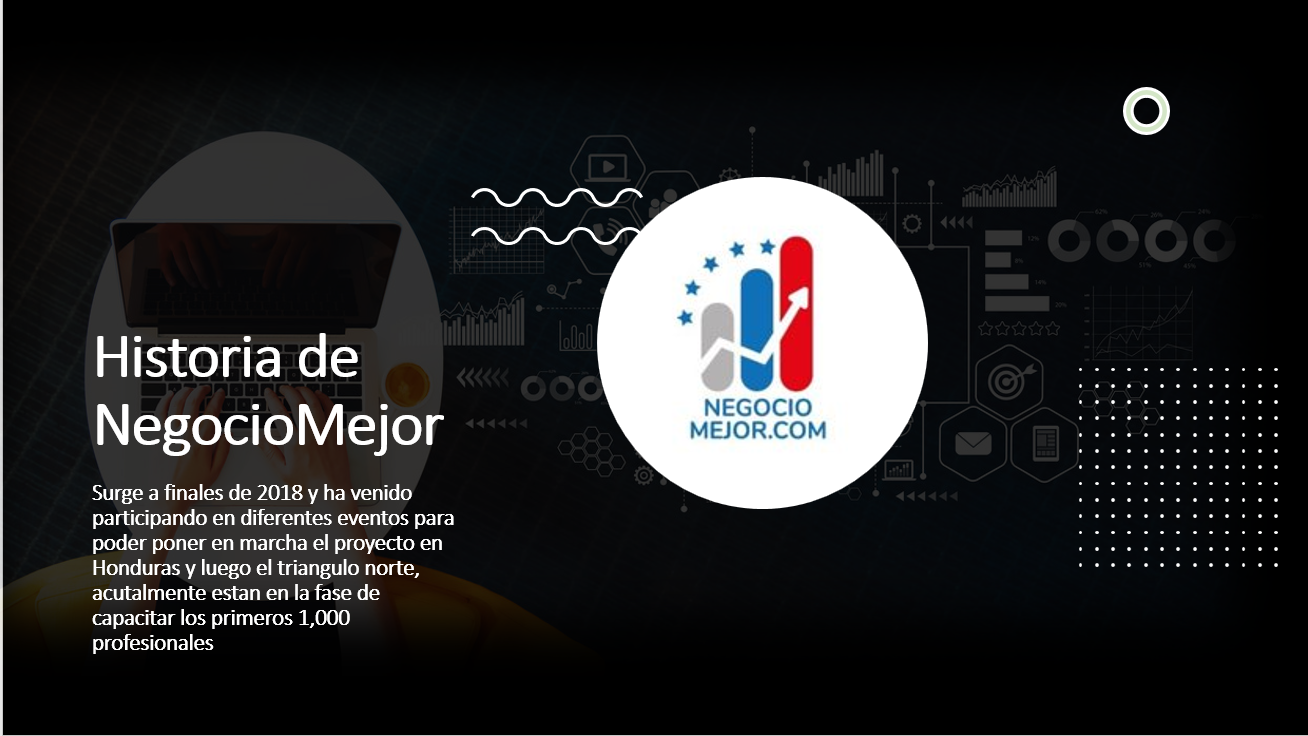 Historia de
NegocioMejor
Surge a finales de 2018 y ha venido
participando en diferentes eventos para
poder poner en marcha el proyecto en
Honduras y luego el triangulo norte,
acutalmente estan en la fase de
capacitar los primeros 1,000
profesionales
NEGOCIO
MEJOR.COM